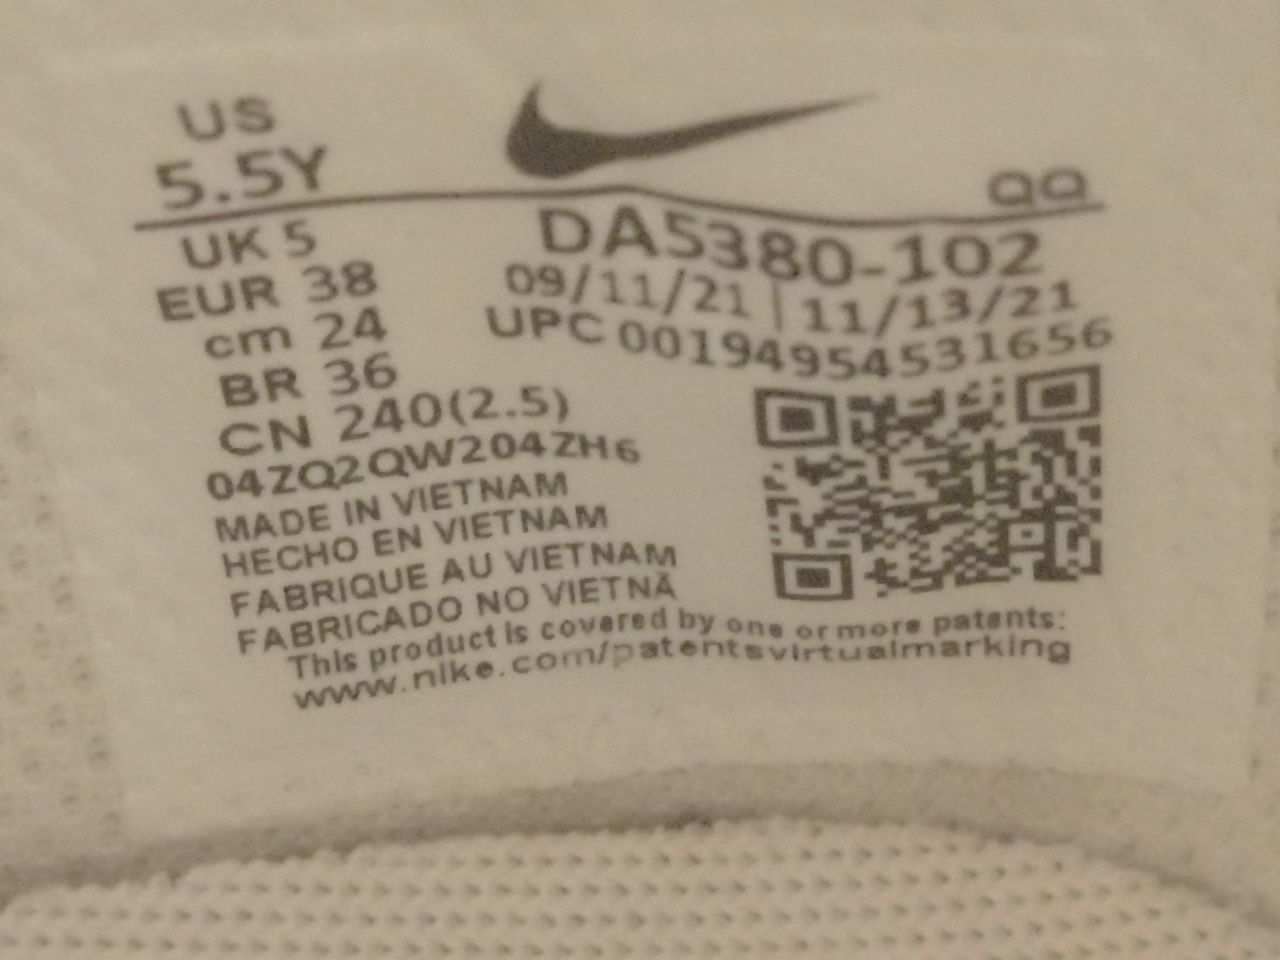 US
5.5Y
QQ
UK 5
EUR 38
cm 24
BR 36
CN 240(2.5)
DA5380-102
09/11/21 | 11/13/21
UPC 00194954531656
04ZQ2QW204ZH6
MADE IN VIETNAM
HECHO EN VIETNAM
FABRIQUE AU VIETNAM
FABRICADO NO VIETNÃ
This product is covered by one or more patents:
www.nike.com/patentsvirtualmarking